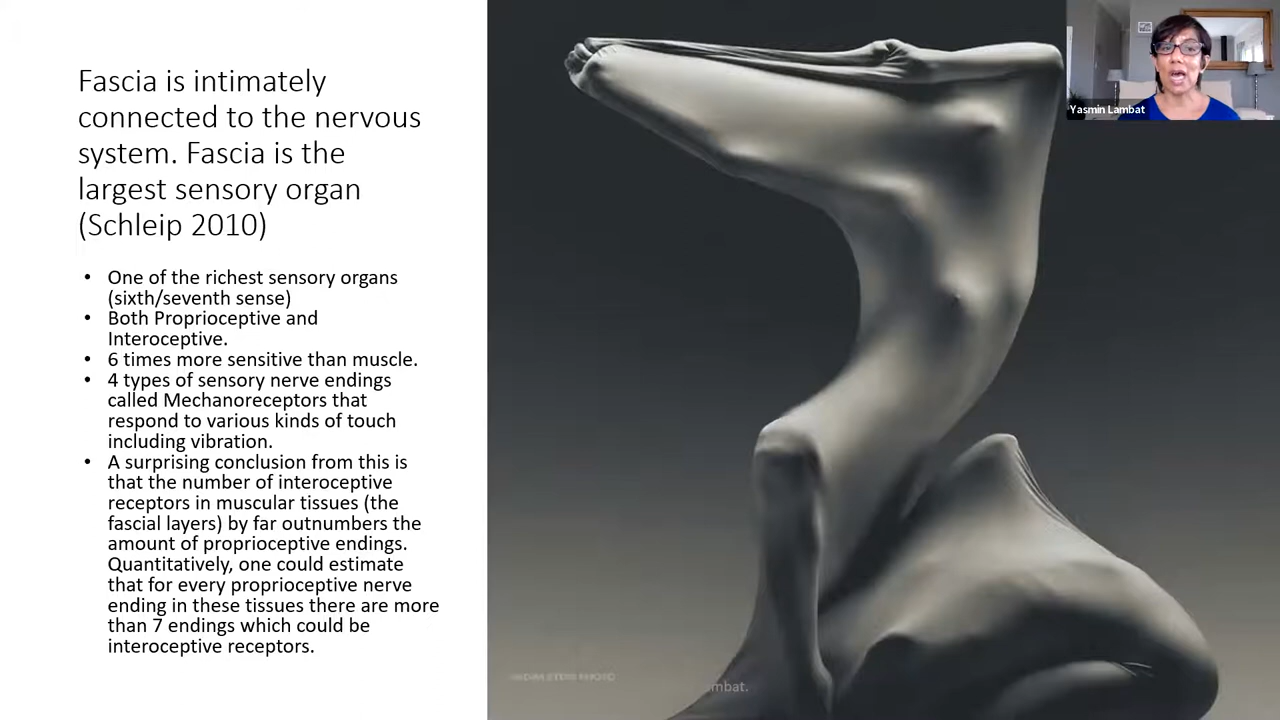 Fascia is intimately
connected to the nervous
system. Fascia is the
largest sensory organ
(Schleip 2010)
• One of the richest sensory organs
(sixth/seventh sense)
• Both Proprioceptive and
Interoceptive.
• 6 times more sensitive than muscle.
• 4 types of sensory nerve endings
called Mechanoreceptors that
respond to various kinds of touch
including vibration.
• A surprising conclusion from this is
that the number of interoceptive
receptors in muscular tissues (the
fascial layers) by far outnumbers the
amount of proprioceptive endings.
Quantitatively, one could estimate
that for every proprioceptive nerve
ending in these tissues there are more
than 7 endings which could be
interoceptive receptors.
Yasmin Lambat
mbat.